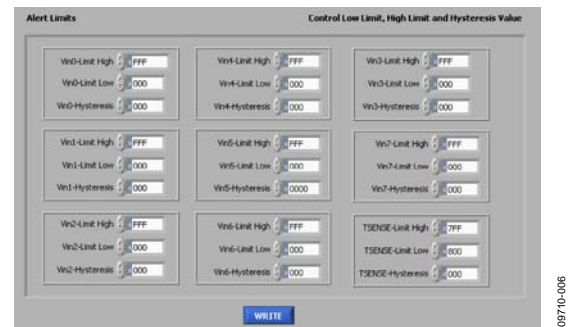 Alert Limits
Control Low Limit, High Limit and Hysteresis Value
Vin0-Limit High FFF
Vin0-Limit Low 000
Vin0-Hysteresis 000
Vin4-Limit High FFF
Vin4-Limit Low 000
Vin4-Hysteresis 000
Vin3-Limit High FFF
Vin3-Limit Low 000
Vin3-Hysteresis 000
Vin1-Limit High FFF
Vin1-Limit Low 000
Vin1-Hysteresis 000
Vin5-Limit High FFF
Vin5-Limit Low 000
Vin5-Hysteresis 0000
Vin7-Limit High FFF
Vin7-Limit Low 000
Vin7-Hysteresis 000
Vin2-Limit High FFF
Vin2-Limit Low 000
Vin2-Hysteresis 000
Vin6-Limit High FFF
Vin6-Limit Low 000
Vin6-Hysteresis 000
TSENSE-Limit High 7FF
TSENSE-Limit Low 800
TSENSE-Hysteresis 000
WRITE
09710-006